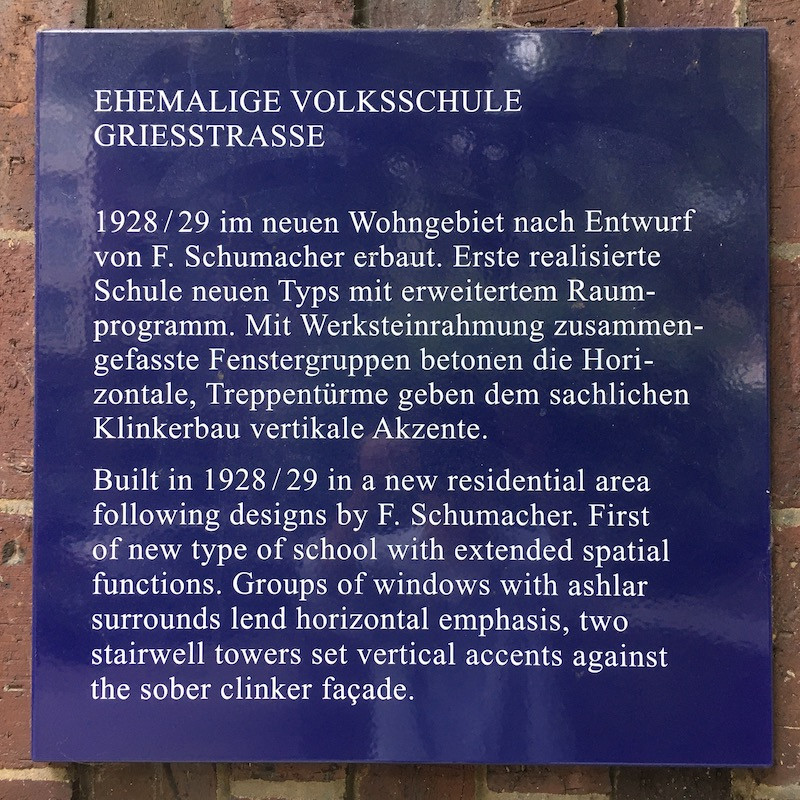 EHEMALIGE VOLKSSCHULE
GRIESSTRASSE
1928/29 im neuen Wohngebiet nach Entwurf
von F. Schumacher erbaut. Erste realisierte
Schule neuen Typs mit erweitertem Raum-
programm. Mit Werksteinrahmung zusammen-
gefasste Fenstergruppen betonen die Hori-
zontale, Treppentürme geben dem sachlichen
Klinkerbau vertikale Akzente.
Built in 1928/29 in a new residential area
following designs by F. Schumacher. First
of new type of school with extended spatial
functions. Groups of windows with ashlar
surrounds lend horizontal emphasis, two
stairwell towers set vertical accents against
the sober clinker façade.